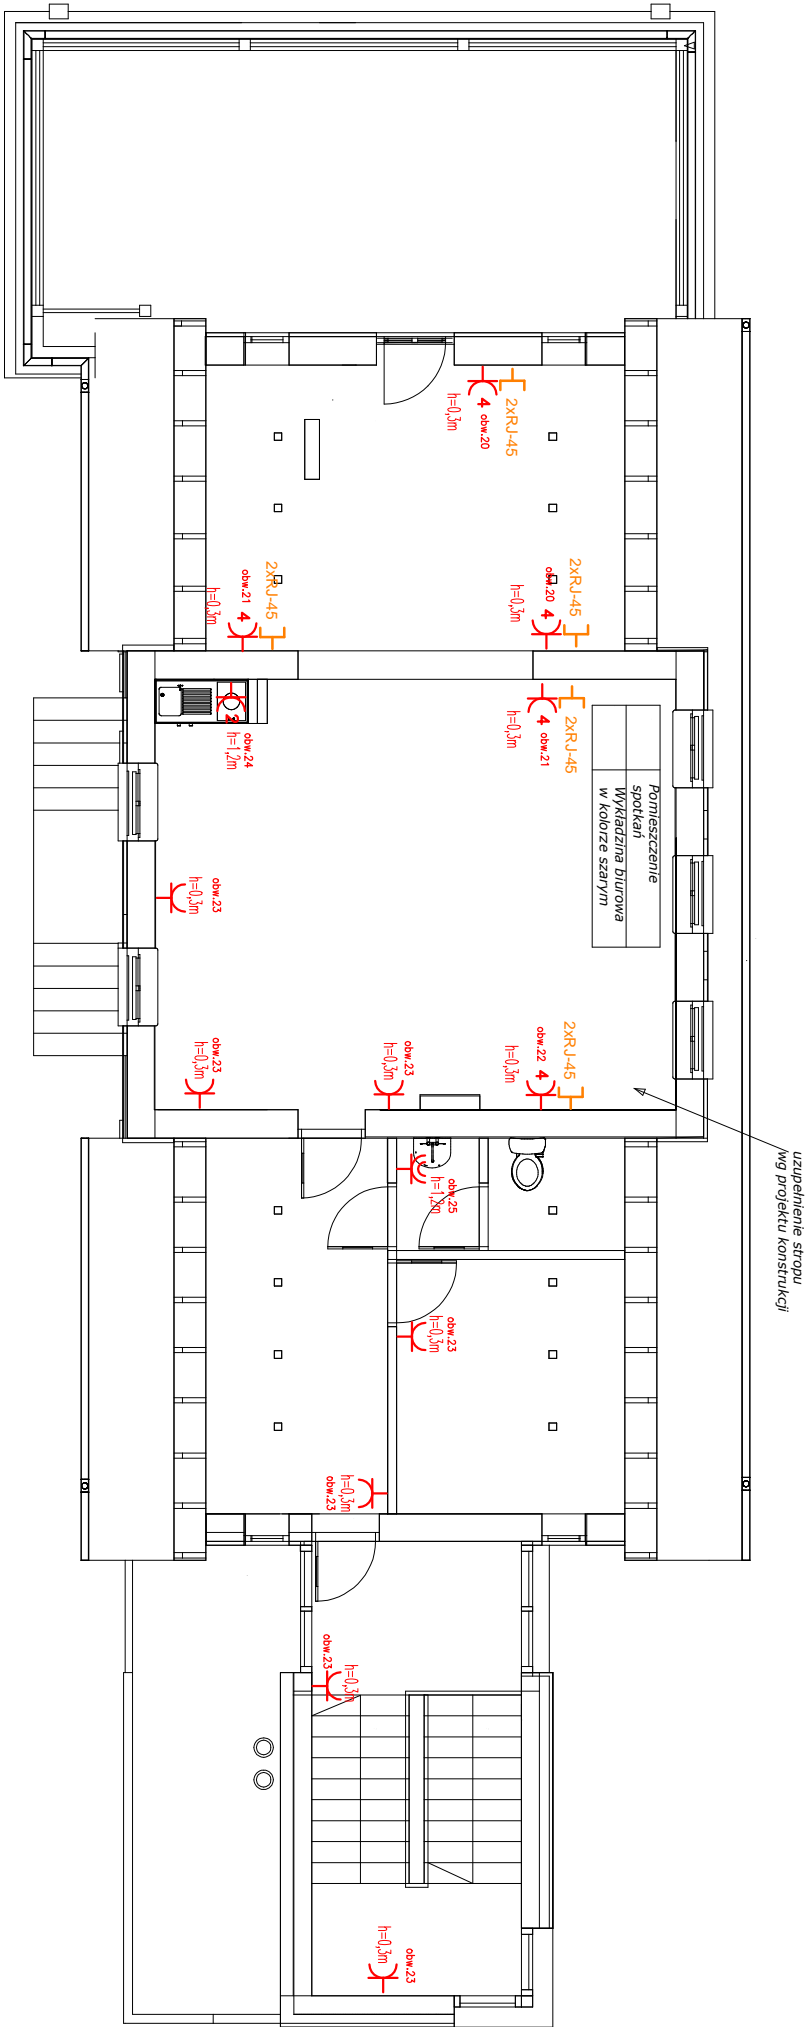 2xRJ-45
4 obw.20
h=0,3m
2xRJ-45
obw.21 4
h=0,3m
2xRJ-45
obw.20 4
h=0,3m
2
obw.24
h=1,2m
2xRJ-45
4 obw.21
h=0,3m
Pomieszczenie
spotkań
Wykładzina biurowa
w kolorze szarym
obw.23
h=0,3m
obw.23
h=0,3m
obw.23
h=0,3m
2xRJ-45
obw.22 4
h=0,3m
uzupełnienie stropu
wg projektu konstrukcji
obw.25
h=1,2m
obw.23
h=0,3m
h=0,3m
obw.23
obw.23
h=0,3m
obw.23
h=0,3m